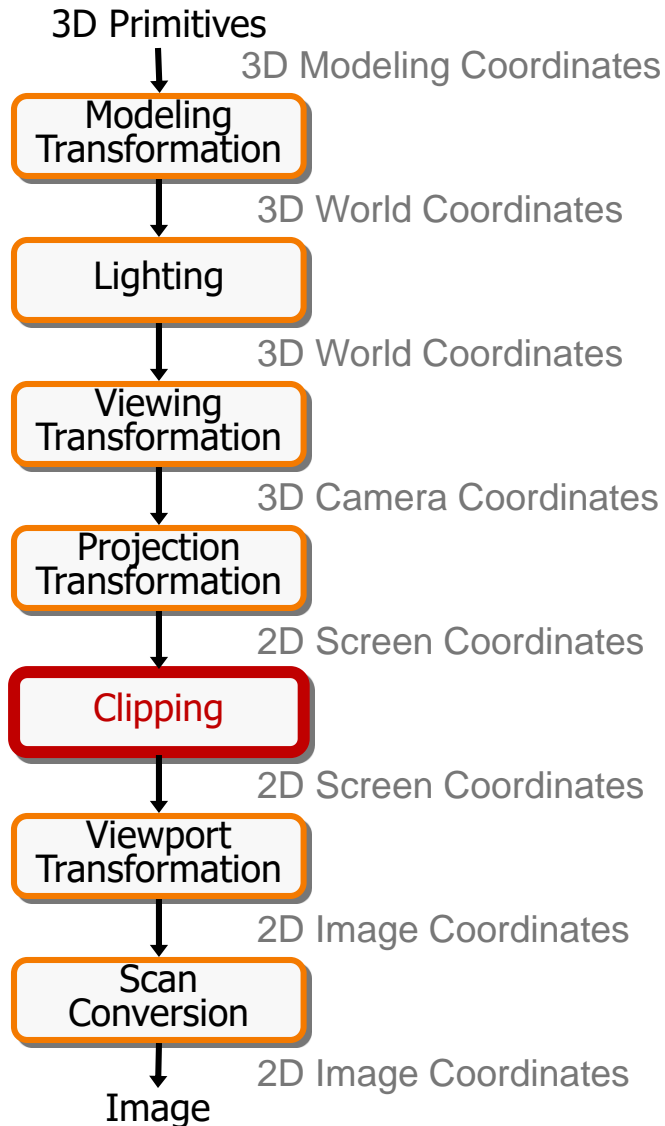 3D Primitives
3D Modeling Coordinates
Modeling
Transformation
3D World Coordinates
Lighting
3D World Coordinates
Viewing
Transformation
3D Camera Coordinates
Projection
Transformation
2D Screen Coordinates
Clipping
2D Screen Coordinates
Viewport
Transformation
2D Image Coordinates
Scan
Conversion
2D Image Coordinates
Image